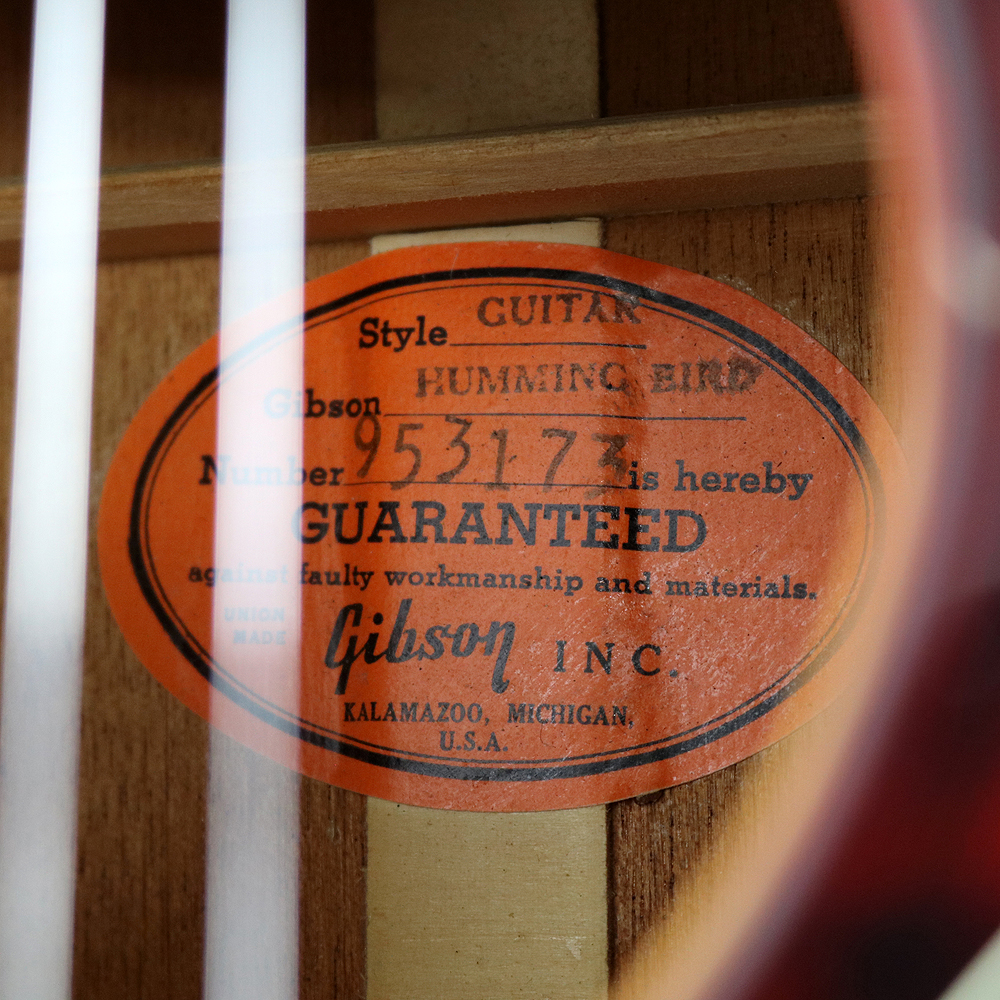 Style GUITAR
Gibson HUMMING BIRD
Number 953173 is hereby
GUARANTEED
against faulty workmanship and materials.
UNION
MADE
Gibson INC.
KALAMAZOO, MICHIGAN,
U.S.A.